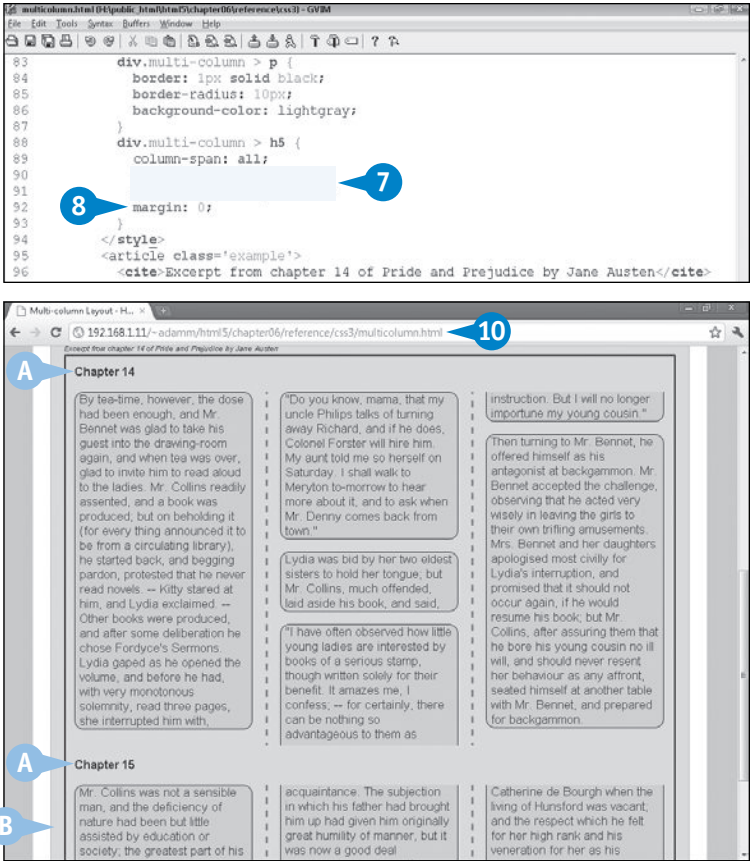 multicolumn.html (H:\public_html\html5\chapter06\reference\css3) - GVIM
File Edit Tools Syntax Buffers Window Help
83 div.multi-column > p {
84 border: 1px solid black;
85 border-radius: 10px;
86 background-color: lightgray;
87 }
88 div.multi-column > h5 {
89 column-span: all;
90
91
7
92 margin: 0;
8
93 }
94 </style>
95 <article class='example'>
96 <cite>Excerpt from chapter 14 of Pride and Prejudice by Jane Austen</cite>
Multi-column Layout - H...
192.168.1.11/~adamm/html5/chapter06/reference/css3/multicolumn.html
10
Excerpt from chapter 14 of Pride and Prejudice by Jane Austen
A
Chapter 14
By tea-time, however, the dose
had been enough, and Mr.
Bennet was glad to take his
guest into the drawing-room
again, and when tea was over,
glad to invite him to read aloud
to the ladies. Mr. Collins readily
assented, and a book was
produced; but on beholding it
(for every thing announced it to
be from a circulating library),
he started back, and begging
pardon, protested that he never
read novels. -- Kitty stared at
him, and Lydia exclaimed. --
Other books were produced,
and after some deliberation he
chose Fordyce's Sermons.
Lydia gaped as he opened the
volume, and before he had,
with very monotonous
solemnity, read three pages,
she interrupted him with,
"Do you know, mama, that my
uncle Philips talks of turning
away Richard, and if he does,
Colonel Forster will hire him.
My aunt told me so herself on
Saturday. I shall walk to
Meryton to-morrow to hear
more about it, and to ask when
Mr. Denny comes back from
town."
Lydia was bid by her two eldest
sisters to hold her tongue; but
Mr. Collins, much offended,
laid aside his book, and said,
"I have often observed how little
young ladies are interested by
books of a serious stamp,
though written solely for their
benefit. It amazes me, I
confess; -- for certainly, there
can be nothing so
advantageous to them as
instruction. But I will no longer
importune my young cousin."
Then turning to Mr. Bennet, he
offered himself as his
antagonist at backgammon. Mr.
Bennet accepted the challenge,
observing that he acted very
wisely in leaving the girls to
their own trifling amusements.
Mrs. Bennet and her daughters
apologised most civilly for
Lydia's interruption, and
promised that it should not
occur again, if he would
resume his book; but Mr.
Collins, after assuring them that
he bore his young cousin no ill
will, and should never resent
her behaviour as any affront,
seated himself at another table
with Mr. Bennet, and prepared
for backgammon.
A
Chapter 15
B
Mr. Collins was not a sensible
man, and the deficiency of
nature had been but little
assisted by education or
society; the greatest part of his
acquaintance. The subjection
in which his father had brought
him up had given him originally
great humility of manner, but it
was now a good deal
Catherine de Bourgh when the
living of Hunsford was vacant;
and the respect which he felt
for her high rank and his
veneration for her as his